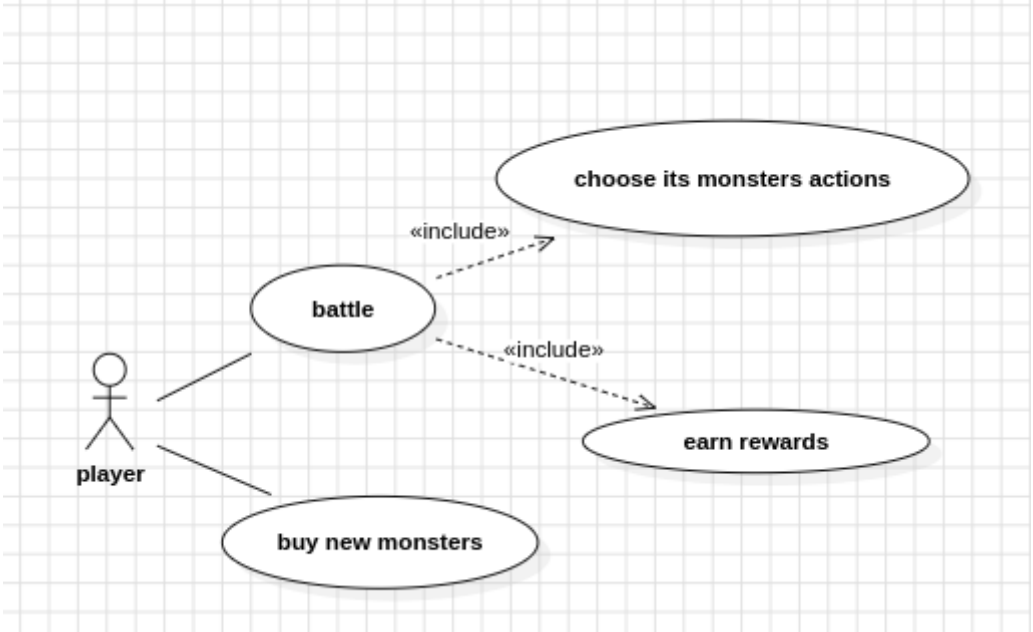 choose its monsters actions
«include»
battle
«include»
earn rewards
player
buy new monsters